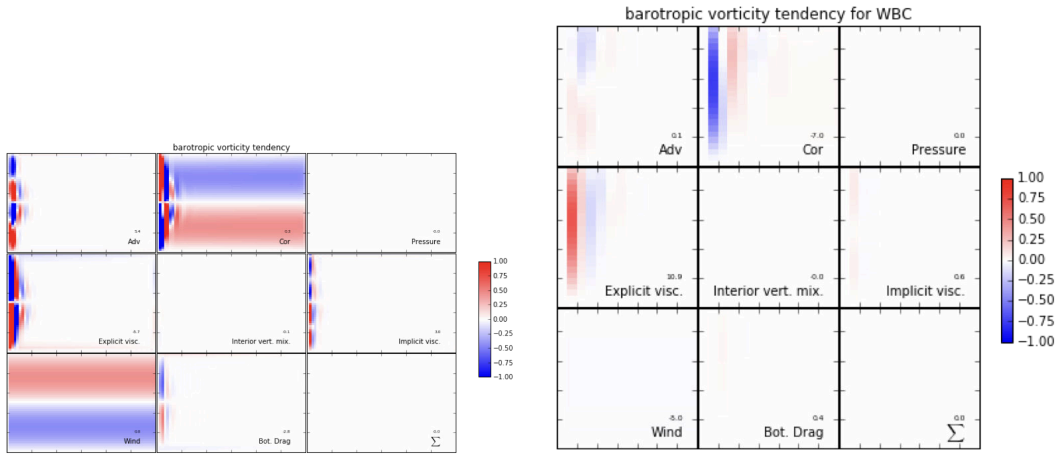 barotropic vorticity tendency
Adv
Cor
0.0
Pressure
Explicit visc.
Interior vert. mix.
Implicit visc.
Wind
Bot. Drag
0.0
∑
1.00
0.75
0.50
0.25
0.00
−0.25
−0.50
−0.75
−1.00
barotropic vorticity tendency for WBC
0.1
Adv
-7.0
Cor
0.0
Pressure
10.9
Explicit visc.
-0.0
Interior vert. mix.
0.6
Implicit visc.
-5.0
Wind
0.4
Bot. Drag
0.0
∑
1.00
0.75
0.50
0.25
0.00
−0.25
−0.50
−0.75
−1.00